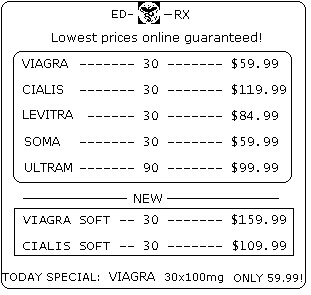 ED- -RX
Lowest prices online guaranteed!
VIAGRA ------- 30 ------- $59.99
CIALIS ------- 30 ------- $119.99
LEVITRA ------ 30 ------- $84.99
SOMA ------- 30 ------- $59.99
ULTRAM ------- 90 ------- $99.99
NEW
VIAGRA SOFT -- 30 ------- $159.99
CIALIS SOFT -- 30 ------- $109.99
TODAY SPECIAL: VIAGRA 30x100mg ONLY 59.99!